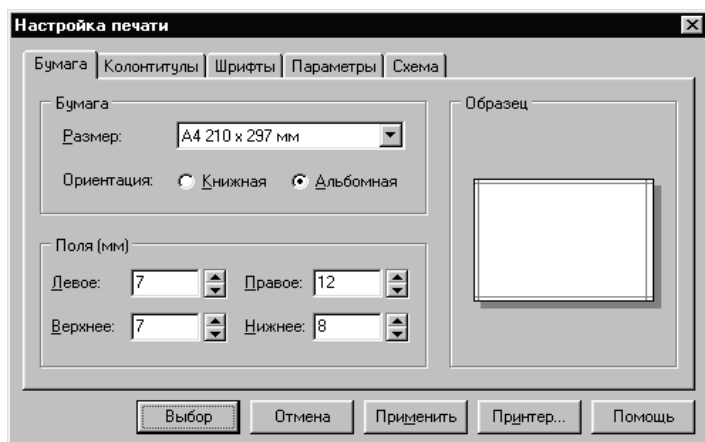 Настройка печати
Бумага Колонтитулы Шрифты Параметры Схема
Бумага
Размер: А4 210 x 297 мм
Ориентация: Книжная Альбомная
Образец
Поля (мм)
Левое: 7 Правое: 12
Верхнее: 7 Нижнее: 8
Выбор Отмена Применить Принтер... Помощь